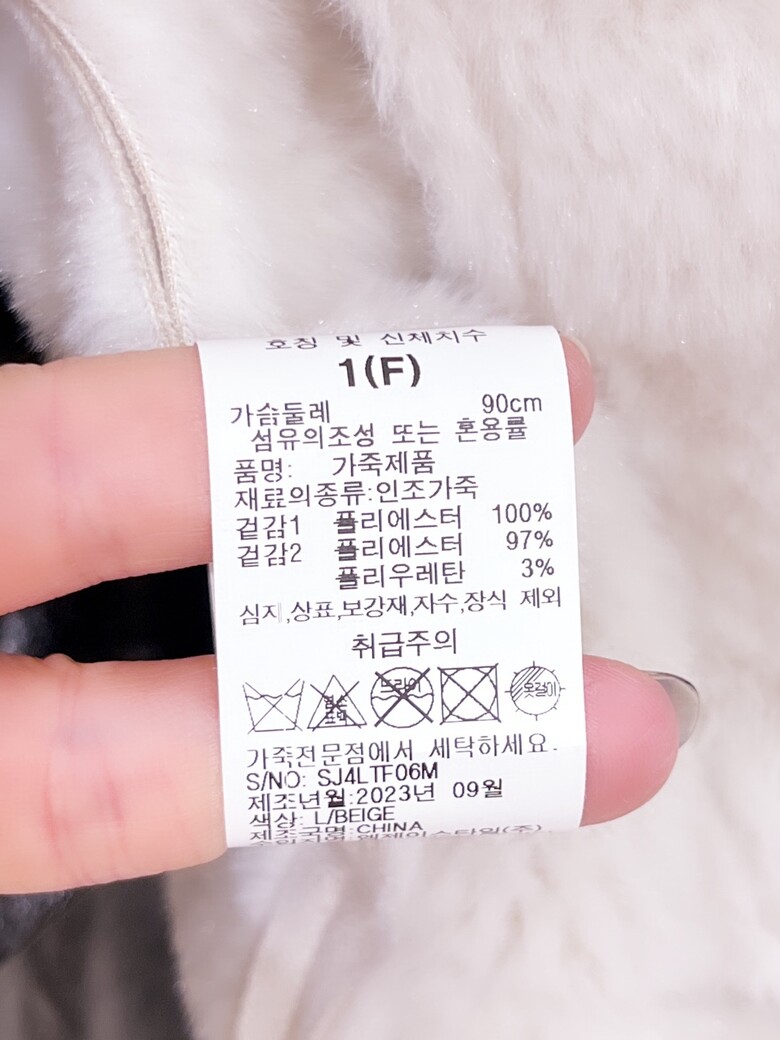 호칭 및 신체치수
1(F)
가슴둘레 90cm
섬유의조성 또는 혼용률
품명: 가죽제품
재료의종류:인조가죽
겉감1 폴리에스터 100%
겉감2 폴리에스터 97%
폴리우레탄 3%
심지,상표,보강재,자수,장식 제외
취급주의
드라이
옷걸이
가죽전문점에서 세탁하세요.
S/NO: SJ4LTF06M
제조년월:2023년 09월
색상: L/BEIGE
제조국명:CHINA